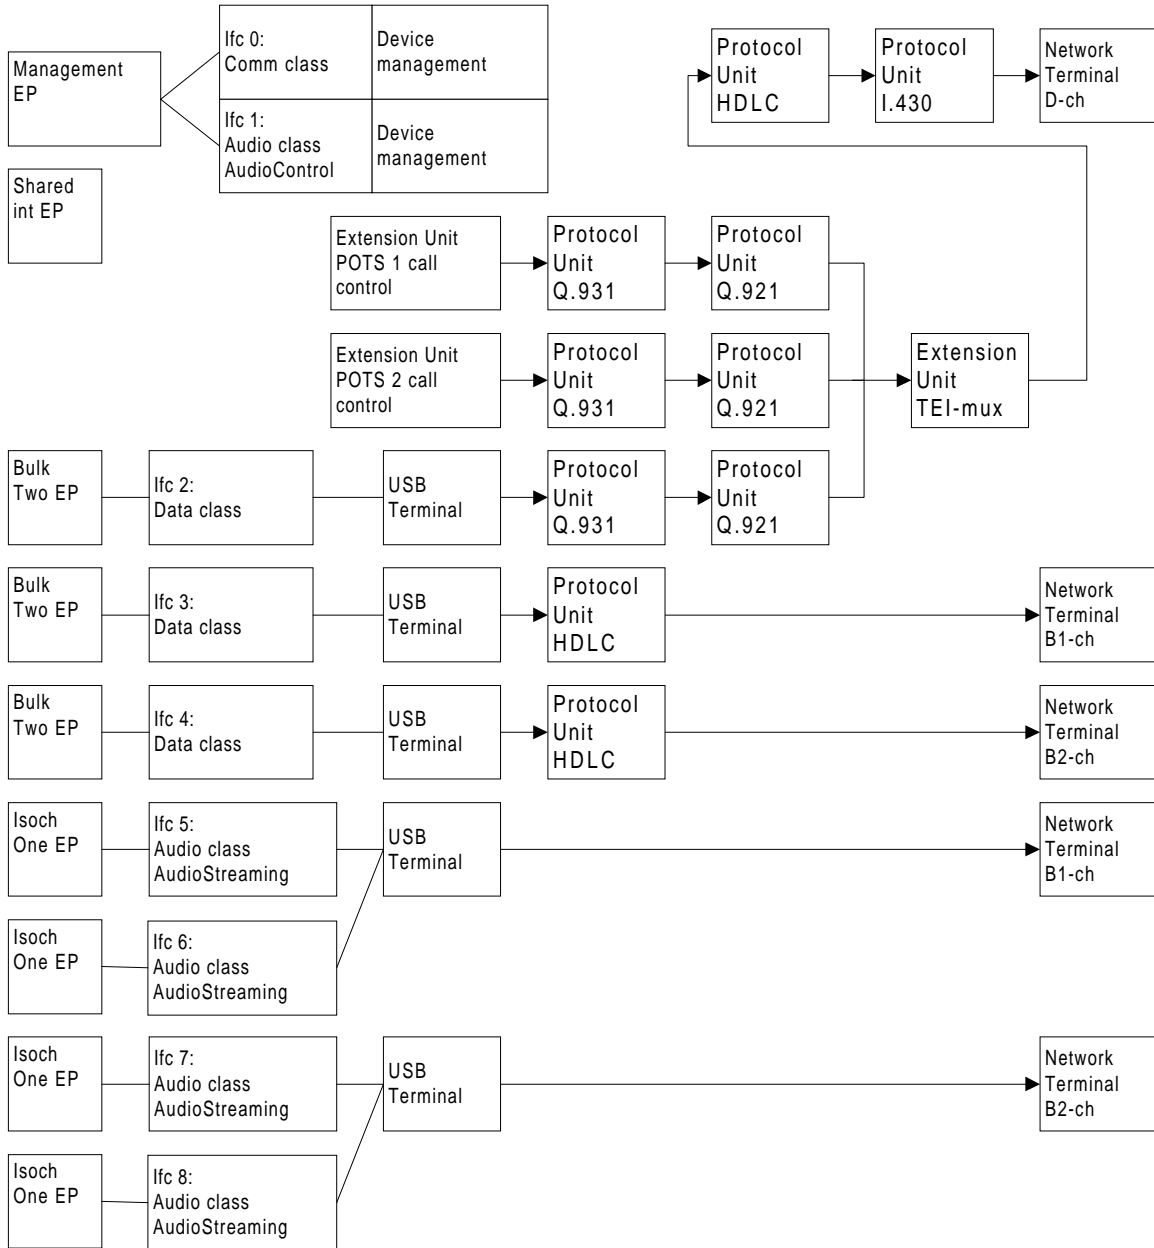 Management
EP
Ifc 0:
Comm class
Device
management
Ifc 1:
Audio class
AudioControl
Device
management
Protocol
Unit
HDLC
Protocol
Unit
I.430
Network
Terminal
D-ch
Shared
int EP
Extension Unit
POTS 1 call
control
Protocol
Unit
Q.931
Protocol
Unit
Q.921
Extension Unit
POTS 2 call
control
Protocol
Unit
Q.931
Protocol
Unit
Q.921
Extension
Unit
TEI-mux
Bulk
Two EP
Ifc 2:
Data class
USB
Terminal
Protocol
Unit
Q.931
Protocol
Unit
Q.921
Bulk
Two EP
Ifc 3:
Data class
USB
Terminal
Protocol
Unit
HDLC
Network
Terminal
B1-ch
Bulk
Two EP
Ifc 4:
Data class
USB
Terminal
Protocol
Unit
HDLC
Network
Terminal
B2-ch
Isoch
One EP
Ifc 5:
Audio class
AudioStreaming
USB
Terminal
Network
Terminal
B1-ch
Isoch
One EP
Ifc 6:
Audio class
AudioStreaming
Isoch
One EP
Ifc 7:
Audio class
AudioStreaming
USB
Terminal
Network
Terminal
B2-ch
Isoch
One EP
Ifc 8:
Audio class
AudioStreaming